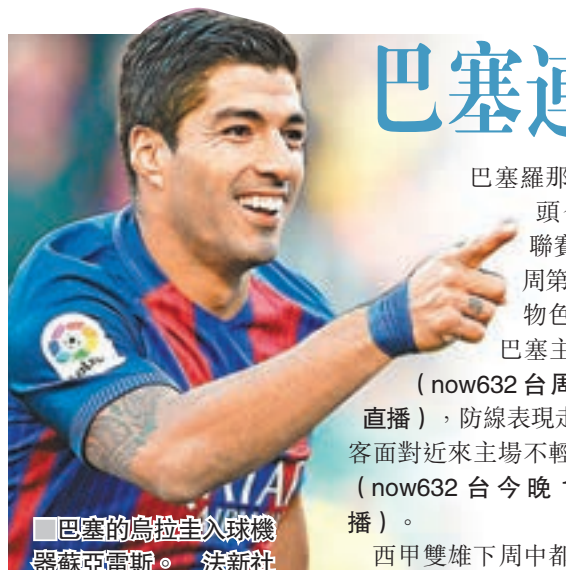 巴塞連
巴塞羅那
頭
聯賽
周第
物色
巴塞主
（now632 台周
直播），防線表現走
客面對近來主場不輕
（now632 台今晚
播）。
西甲雙雄下周中都
■巴塞的烏拉圭入球機
器蘇亞雷斯。 法新社